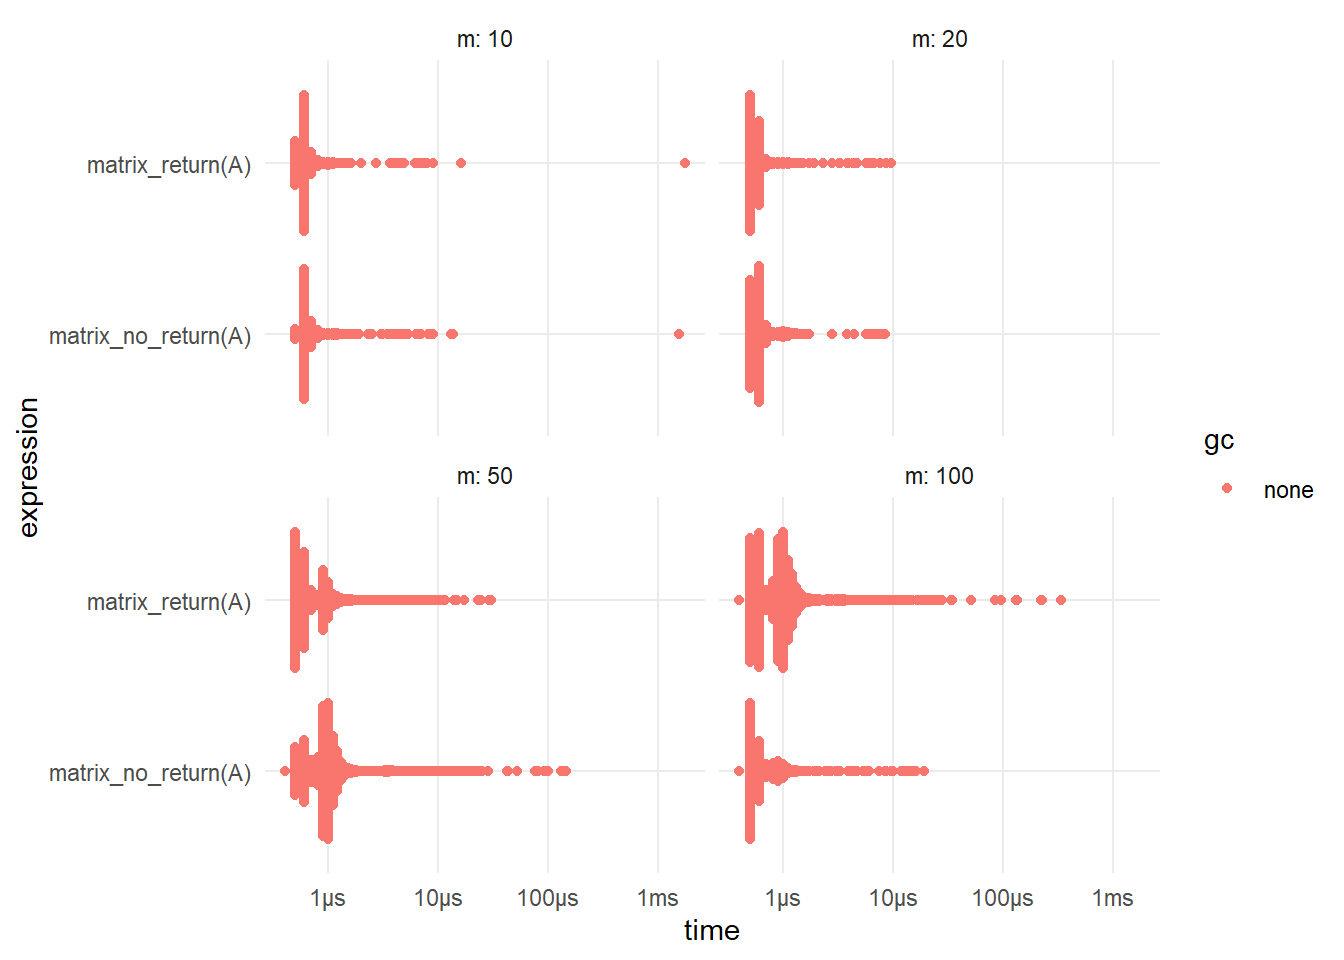 m: 10
m: 20
matrix_return(A)
matrix_no_return(A)
m: 50
m: 100
matrix_return(A)
matrix_no_return(A)
1µs
10µs
100µs
1ms
1µs
10µs
100µs
1ms
time
expression
gc
none